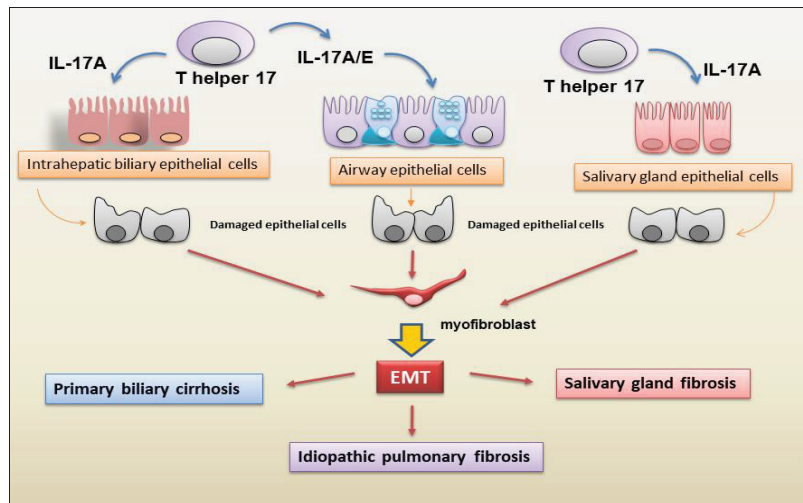 IL-17A
T helper 17
IL-17A/E
T helper 17
IL-17A
Intrahepatic biliary epithelial cells
Airway epithelial cells
Salivary gland epithelial cells
Damaged epithelial cells
Damaged epithelial cells
myofibroblast
EMT
Primary biliary cirrhosis
Salivary gland fibrosis
Idiopathic pulmonary fibrosis